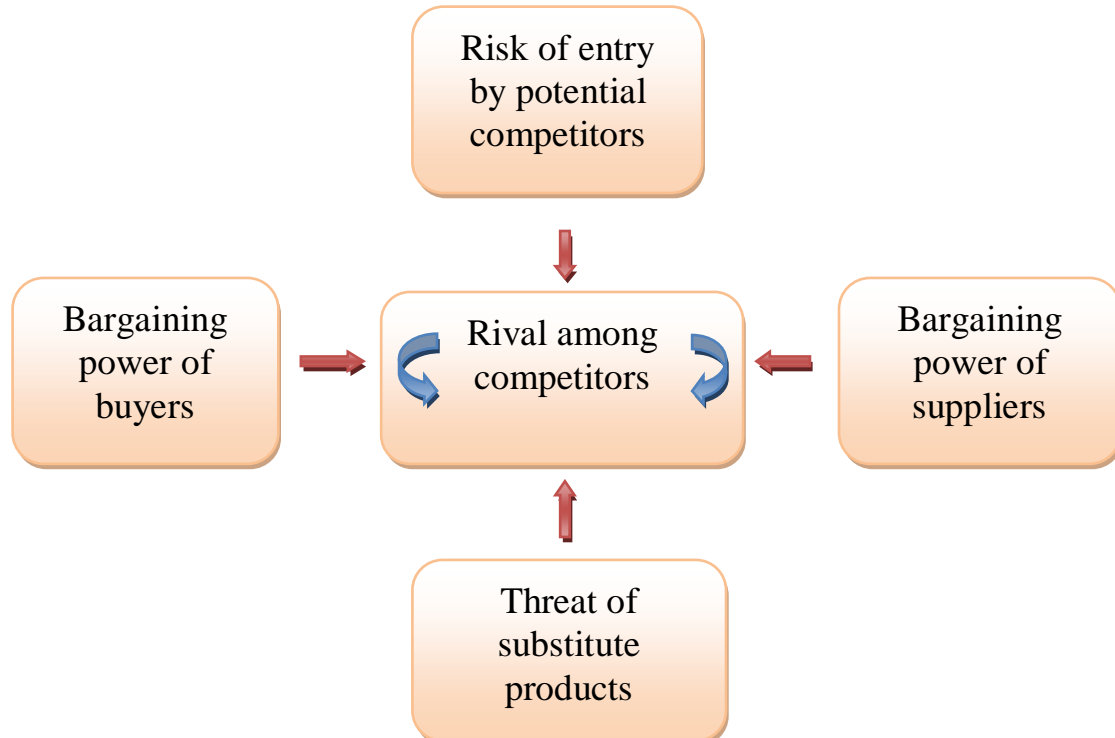 Risk of entry
by potential
competitors
Bargaining
power of
buyers
Rival among
competitors
Bargaining
power of
suppliers
Threat of
substitute
products